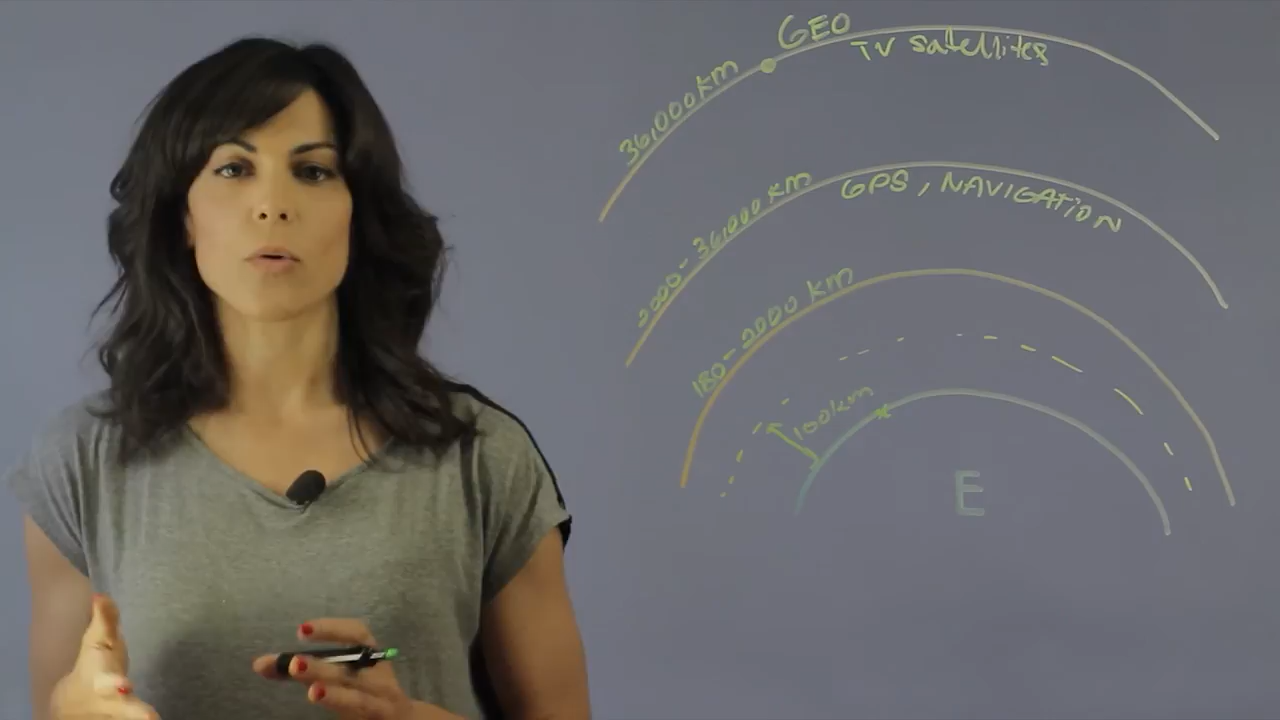 GEO
TV satellites
36,000 km
GPS, NAVIGATION
2000-36,000 km
180-2000 km
100km
E